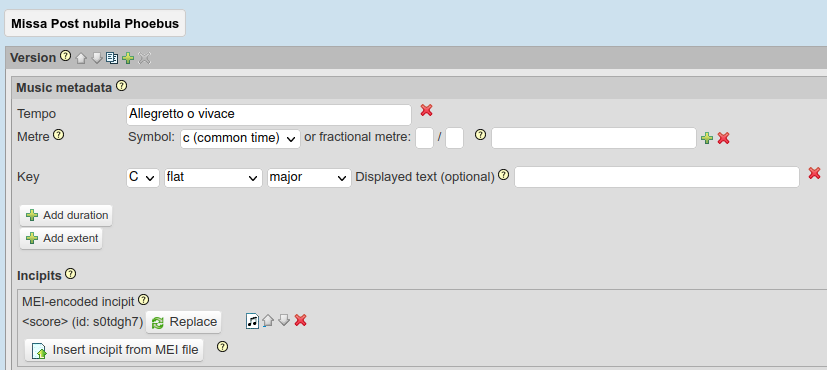 Missa Post nubila Phoebus
Version ?
Music metadata ?
Tempo Allegretto o vivace
Metre ? Symbol: c (common time) or fractional metre: / ?
Key C flat major Displayed text (optional) ?
Add duration
Add extent
Incipits ?
MEI-encoded incipit ?
<score> (id: s0tdgh7) Replace
Insert incipit from MEI file ?